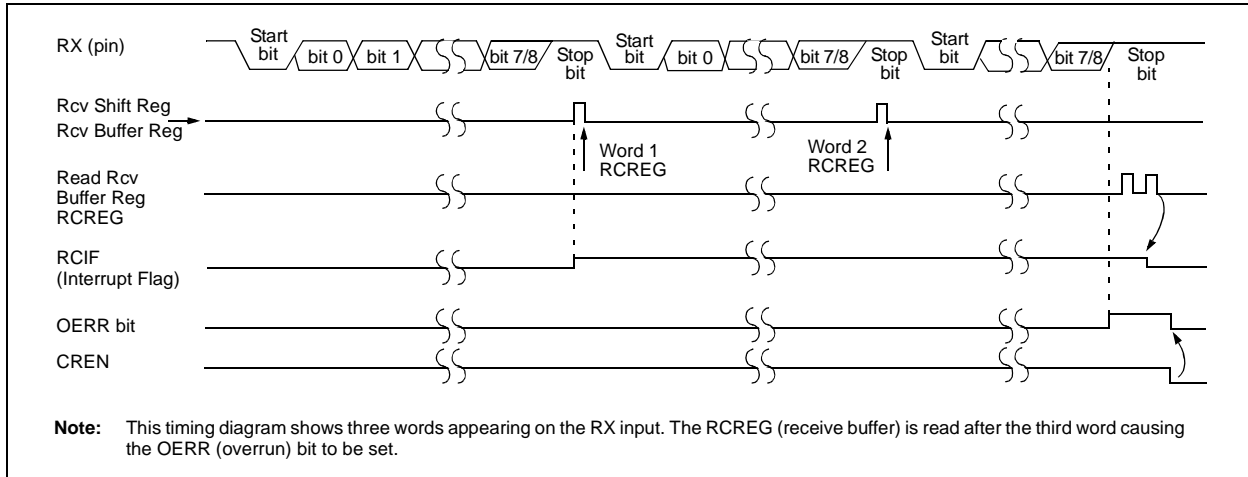 RX (pin)
Start bit
bit 0
bit 1
bit 7/8
Stop bit
Start bit
bit 0
bit 7/8
Stop bit
Start bit
bit 7/8
Stop bit
Rcv Shift Reg
Rcv Buffer Reg
Word 1
RCREG
Word 2
RCREG
Read Rcv
Buffer Reg
RCREG
RCIF
(Interrupt Flag)
OERR bit
CREN
Note: This timing diagram shows three words appearing on the RX input. The RCREG (receive buffer) is read after the third word causing
the OERR (overrun) bit to be set.